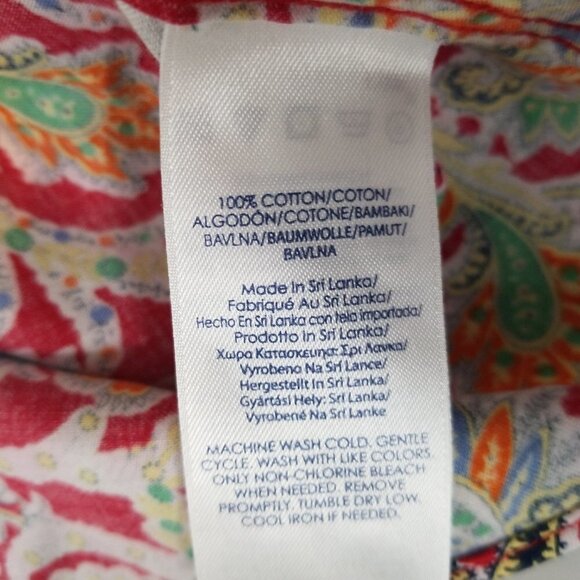 100% COTTON/COTON/
ALGODÓN/COTONE/BAMBAKI/
BAVLNA/BAUMWOLLE/PAMUT/
BAVLNA
Made In Sri Lanka/
Fabriqué Au Sri Lanka/
Hecho En Sri Lanka con tela importada/
Prodotto in Sri Lanka/
Χωρα Κατασκευης: Σρι Λανκα/
Vyrobeno Na Srí Lance/
Hergestellt In Sri Lanka/
Gyártási Hely: Srí Lanka/
Vyrobené Na Srí Lanke
MACHINE WASH COLD. GENTLE
CYCLE. WASH WITH LIKE COLORS.
ONLY NON-CHLORINE BLEACH
WHEN NEEDED. REMOVE
PROMPTLY. TUMBLE DRY LOW.
COOL IRON IF NEEDED.